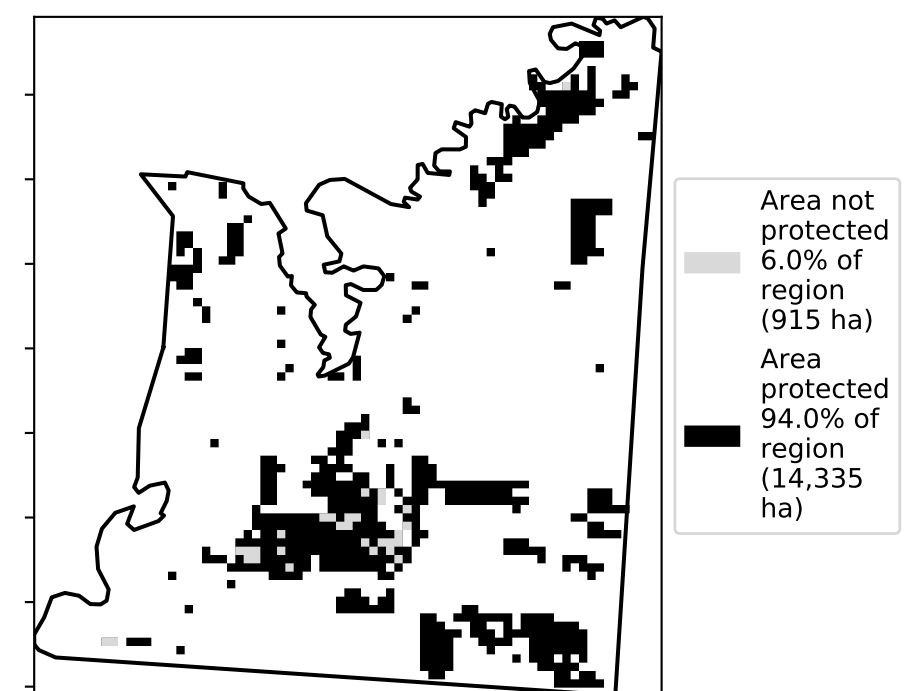 Area not
protected
6.0% of
region
(915 ha)
Area
protected
94.0% of
region
(14,335
ha)